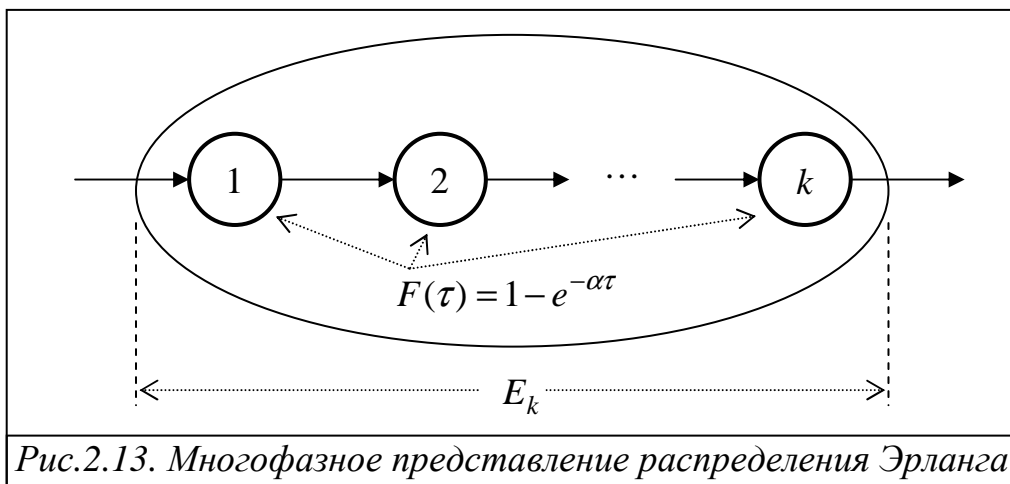 1 2 ... k
F(τ) = 1 − e^{−ατ}
E_k
Рис.2.13. Многофазное представление распределения Эрланга